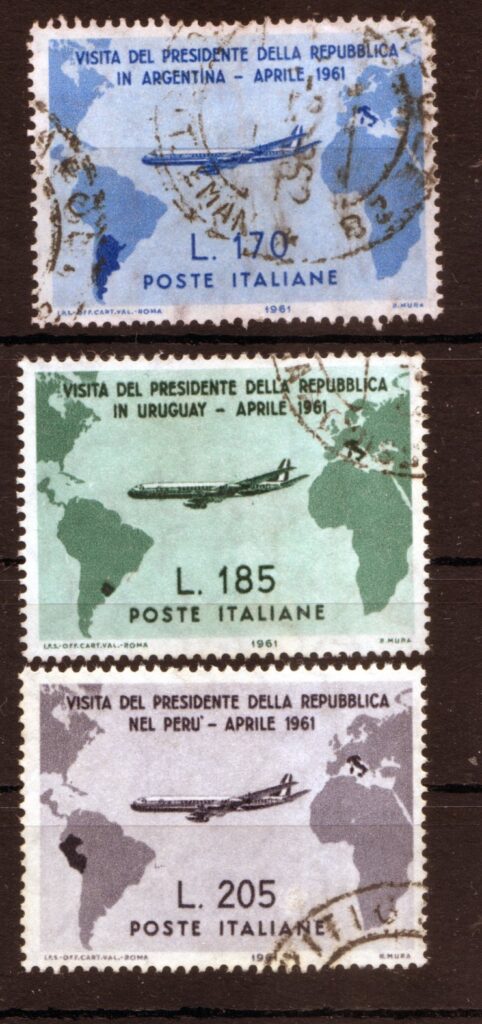 VISITA DEL PRESIDENTE DELLA REPUBBLICA
IN ARGENTINA - APRILE 1961
L. 170
POSTE ITALIANE
I.P.S.-OFF.CART.VAL.-ROMA 1961 R.MURA
VISITA DEL PRESIDENTE DELLA REPUBBLICA
IN URUGUAY - APRILE 1961
L. 185
POSTE ITALIANE
I.P.S.-OFF.CART.VAL.-ROMA 1961 R.MURA
VISITA DEL PRESIDENTE DELLA REPUBBLICA
NEL PERU' - APRILE 1961
L. 205
POSTE ITALIANE
I.P.S.-OFF.CART.VAL.-ROMA 1961 R.MURA